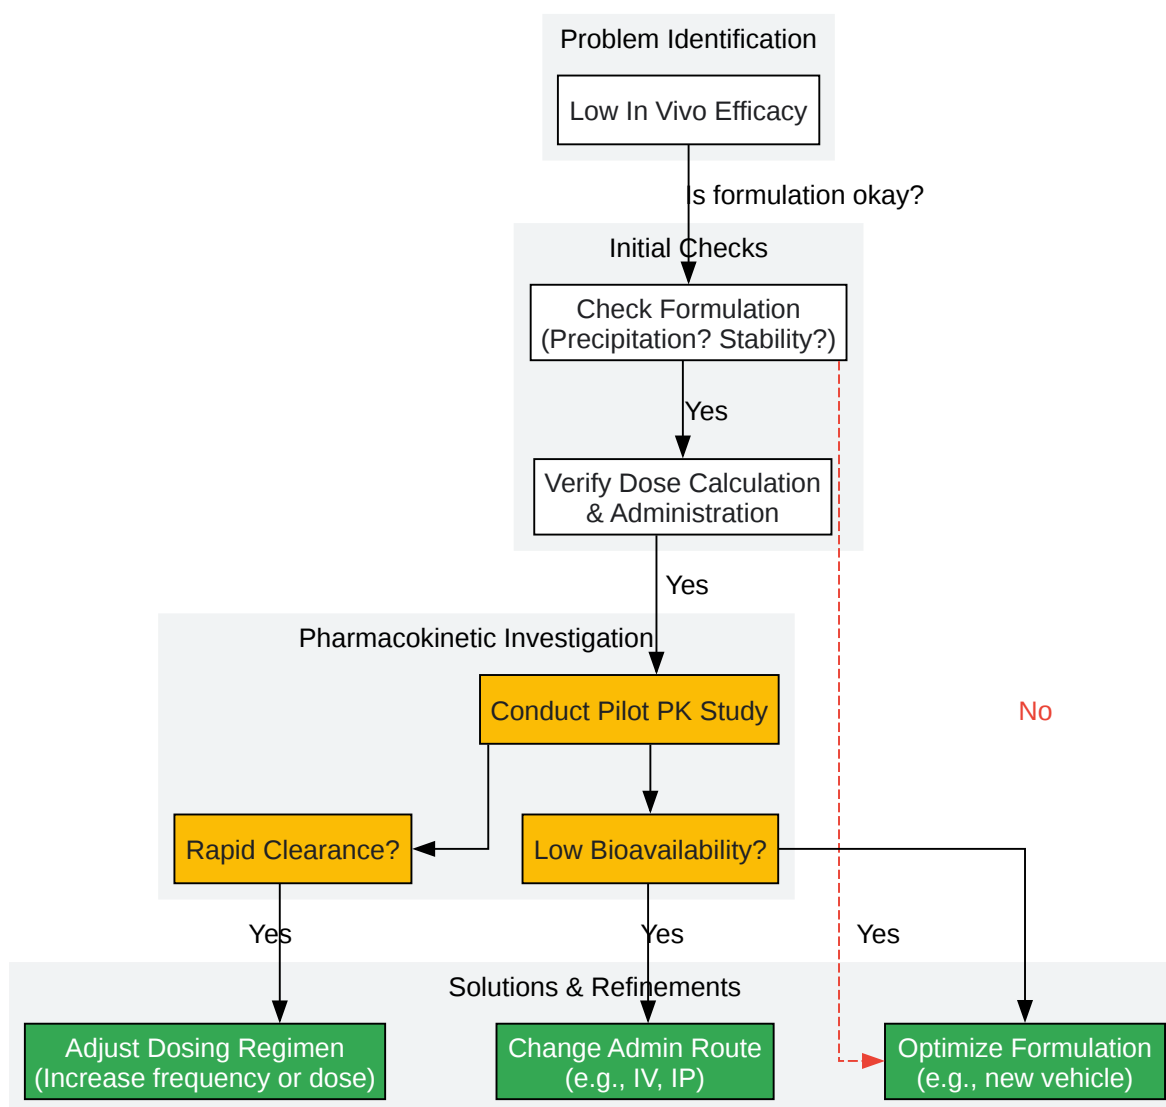 Problem Identification
Low In Vivo Efficacy
Is formulation okay?
Initial Checks
Check Formulation
(Precipitation? Stability?)
Yes
Verify Dose Calculation
& Administration
Yes
Pharmacokinetic Investigation
Conduct Pilot PK Study
No
Rapid Clearance?
Low Bioavailability?
Yes
Yes
Yes
Solutions & Refinements
Adjust Dosing Regimen
(Increase frequency or dose)
Change Admin Route
(e.g., IV, IP)
Optimize Formulation
(e.g., new vehicle)